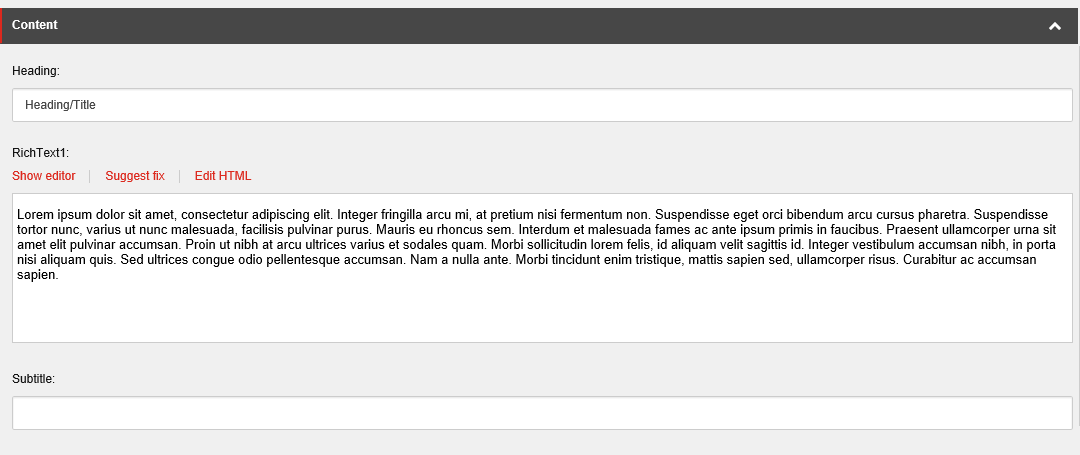 Content
Heading:
Heading/Title
RichText1:
Show editor | Suggest fix | Edit HTML
Lorem ipsum dolor sit amet, consectetur adipiscing elit. Integer fringilla arcu mi, at pretium nisi fermentum non. Suspendisse eget orci bibendum arcu cursus pharetra. Suspendisse
tortor nunc, varius ut nunc malesuada, facilisis pulvinar purus. Mauris eu rhoncus sem. Interdum et malesuada fames ac ante ipsum primis in faucibus. Praesent ullamcorper urna sit
amet elit pulvinar accumsan. Proin ut nibh at arcu ultrices varius et sodales quam. Morbi sollicitudin lorem felis, id aliquam velit sagittis id. Integer vestibulum accumsan nibh, in porta
nisi aliquam quis. Sed ultrices congue odio pellentesque accumsan. Nam a nulla ante. Morbi tincidunt enim tristique, mattis sapien sed, ullamcorper risus. Curabitur ac accumsan
sapien.
Subtitle: